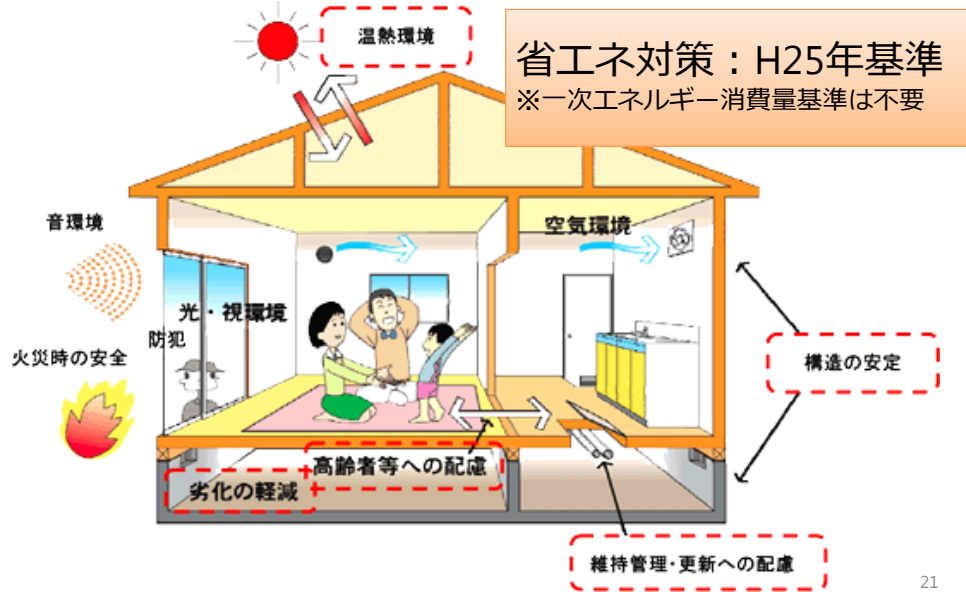 温熱環境
省エネ対策：H25年基準
※一次エネルギー消費量基準は不要
音環境
空気環境
光・視環境
防犯
火災時の安全
構造の安定
高齢者等への配慮
劣化の軽減
維持管理・更新への配慮
21